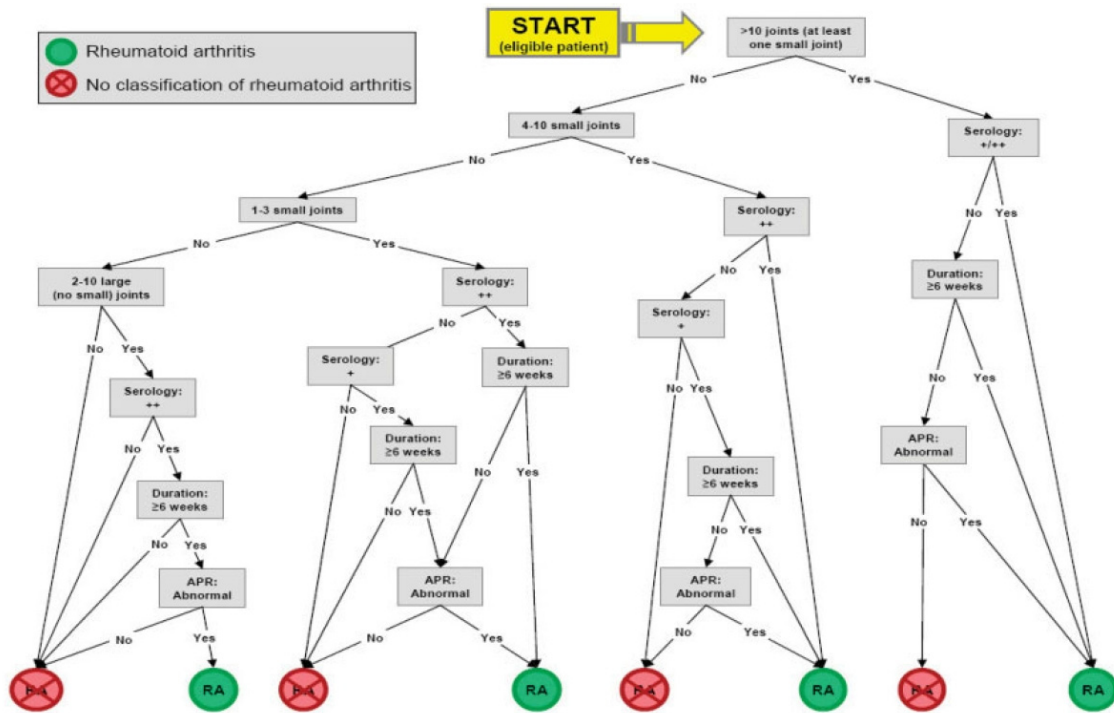 START
(eligible patient)
>10 joints (at least
one small joint)
Rheumatoid arthritis
No classification of rheumatoid arthritis
No
Yes
4-10 small joints
Serology:
+/++
No
Yes
1-3 small joints
Serology:
++
No
Yes
No
Yes
2-10 large
(no small) joints
Serology:
++
No
Yes
Duration:
≥6 weeks
Serology:
+
No
Yes
No
Yes
Serology:
+
Duration:
≥6 weeks
Serology:
++
No
Yes
No
Yes
No
Yes
APR:
Abnormal
No
Yes
Duration:
≥6 weeks
No
Yes
Duration:
≥6 weeks
Duration:
≥6 weeks
No
Yes
No
Yes
No
Yes
No
Yes
APR:
Abnormal
APR:
Abnormal
APR:
Abnormal
No
Yes
No
Yes
No
Yes
RA
RA
RA
RA
RA
RA
RA
RA